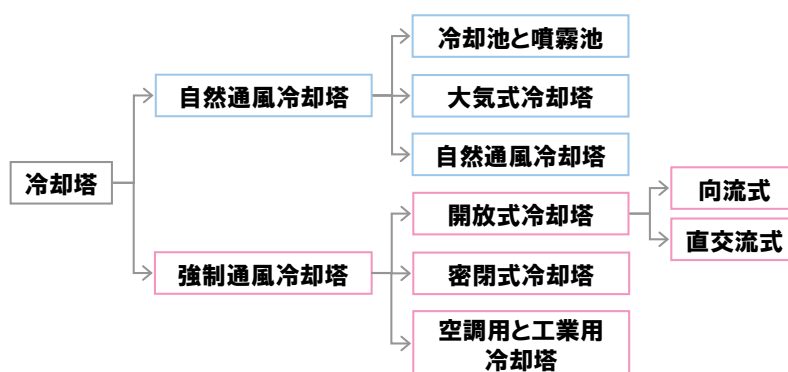 冷却塔
自然通風冷却塔
冷却池と噴霧池
大気式冷却塔
自然通風冷却塔
強制通風冷却塔
開放式冷却塔
向流式
直交流式
密閉式冷却塔
空調用と工業用
冷却塔